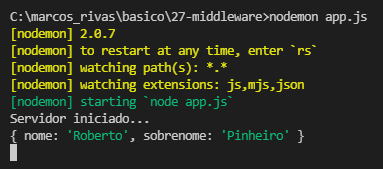 C:\marcos_rivas\basico\27-middleware>nodemon app.js
[nodemon] 2.0.7
[nodemon] to restart at any time, enter `rs`
[nodemon] watching path(s): *.*
[nodemon] watching extensions: js,mjs,json
[nodemon] starting `node app.js`
Servidor iniciado...
{ nome: 'Roberto', sobrenome: 'Pinheiro' }